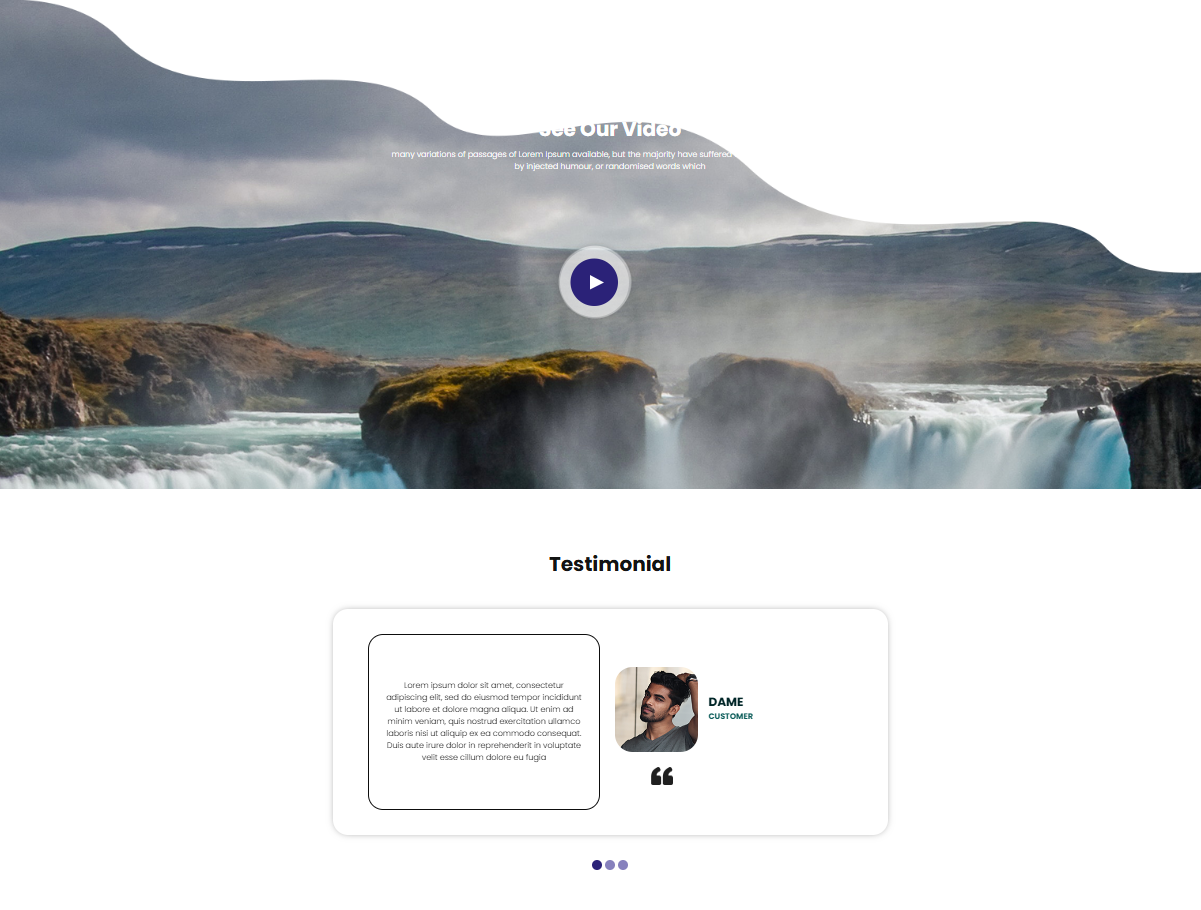 See Our Video
many variations of passages of Lorem Ipsum available, but the majority have suffered
by injected humour, or randomised words which
Testimonial
Lorem ipsum dolor sit amet, consectetur
adipiscing elit, sed do eiusmod tempor incididunt
ut labore et dolore magna aliqua. Ut enim ad
minim veniam, quis nostrud exercitation ullamco
laboris nisi ut aliquip ex ea commodo consequat.
Duis aute irure dolor in reprehenderit in voluptate
velit esse cillum dolore eu fugia
DAME
CUSTOMER
“